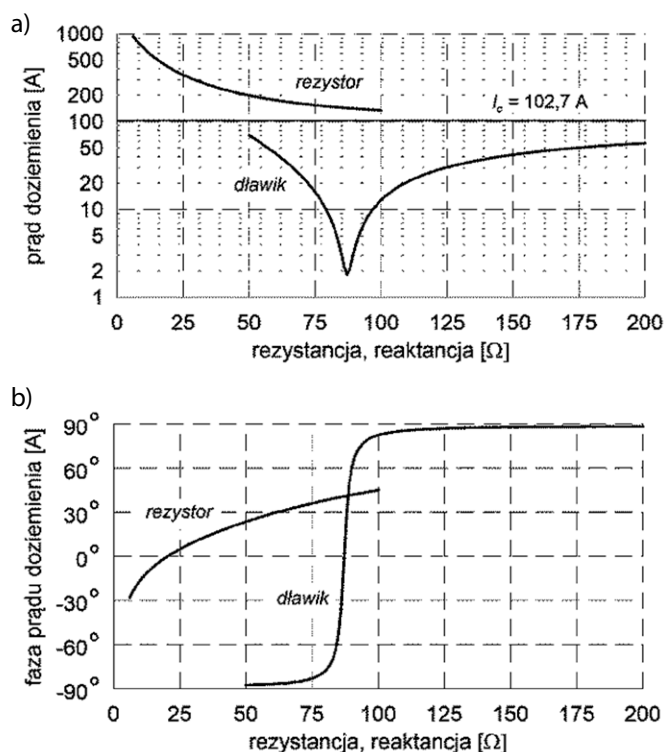 a)
prąd doziemienia [A]
1000
500
200
100
50
20
10
5
2
1
rezystor
I_c = 102,7 A
dławik
0 25 50 75 100 125 150 175 200
rezystancja, reaktancja [Ω]
b)
faza prądu doziemienia [A]
90°
60°
30°
0°
-30°
-60°
-90°
rezystor
dławik
0 25 50 75 100 125 150 175 200
rezystancja, reaktancja [Ω]